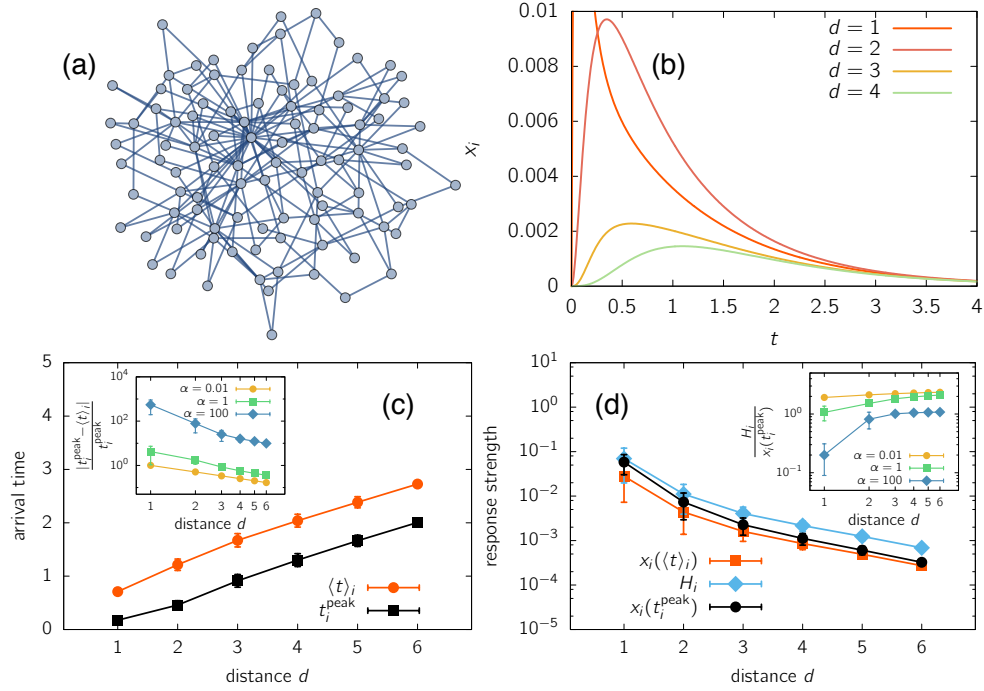 (a)
x_i
0.01
0.008
0.006
0.004
0.002
0
(b)
d = 1
d = 2
d = 3
d = 4
0 0.5 1 1.5 2 2.5 3 3.5 4
t
arrival time
5
4
3
2
1
0
(c)
|t_i^peak − ⟨t⟩_i|
t_i^peak
10^4
10^2
10^0
α = 0.01
α = 1
α = 100
1 2 3 4 5 6
distance d
⟨t⟩_i
t_i^peak
1 2 3 4 5 6
distance d
response strength
10^1
10^0
10^−1
10^−2
10^−3
10^−4
10^−5
(d)
H_i
x_i(t_i^peak)
10^0
10^−1
α = 0.01
α = 1
α = 100
1 2 3 4 5 6
distance d
x_i(⟨t⟩_i)
H_i
x_i(t_i^peak)
1 2 3 4 5 6
distance d